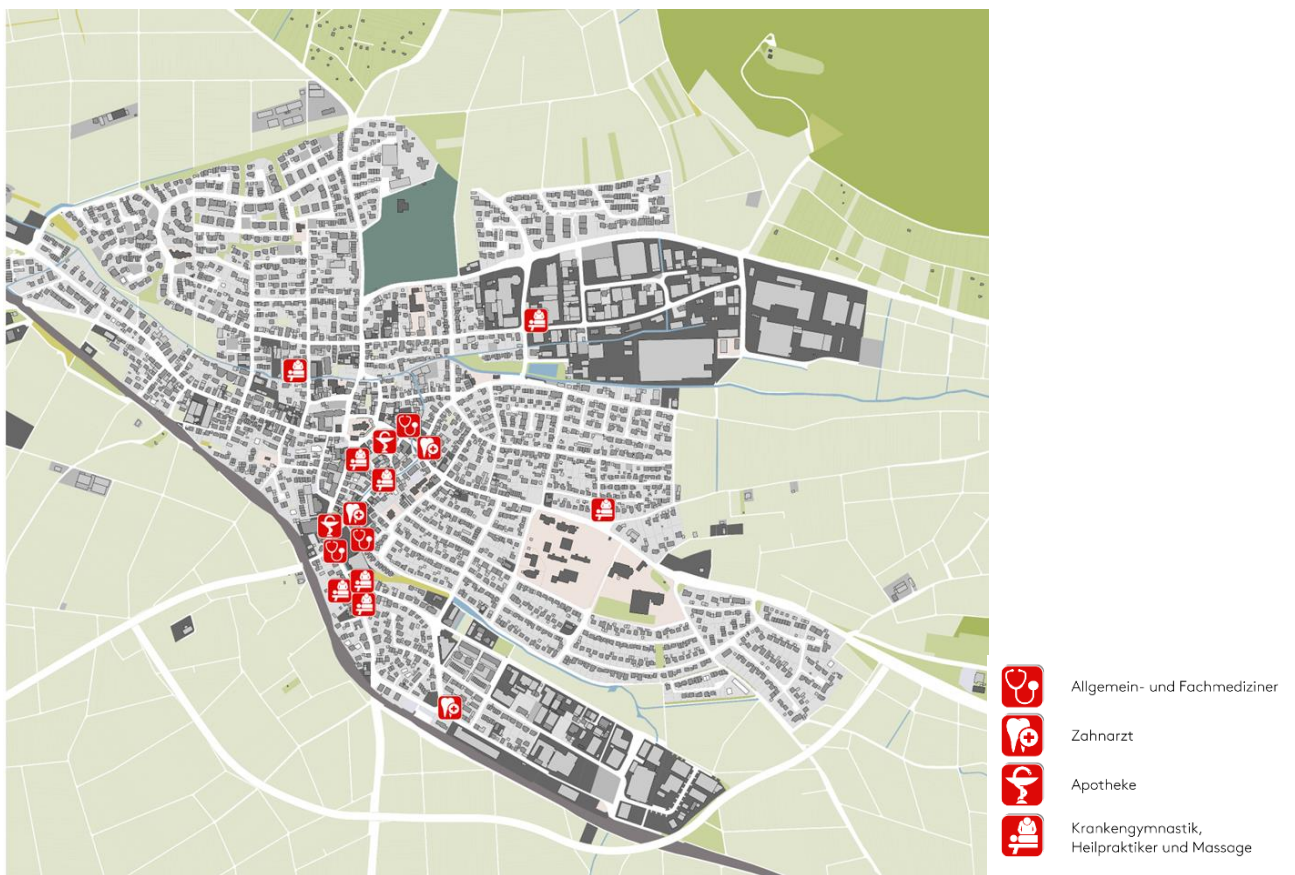 Allgemein- und Fachmediziner
Zahnarzt
Apotheke
Krankengymnastik,
Heilpraktiker und Massage